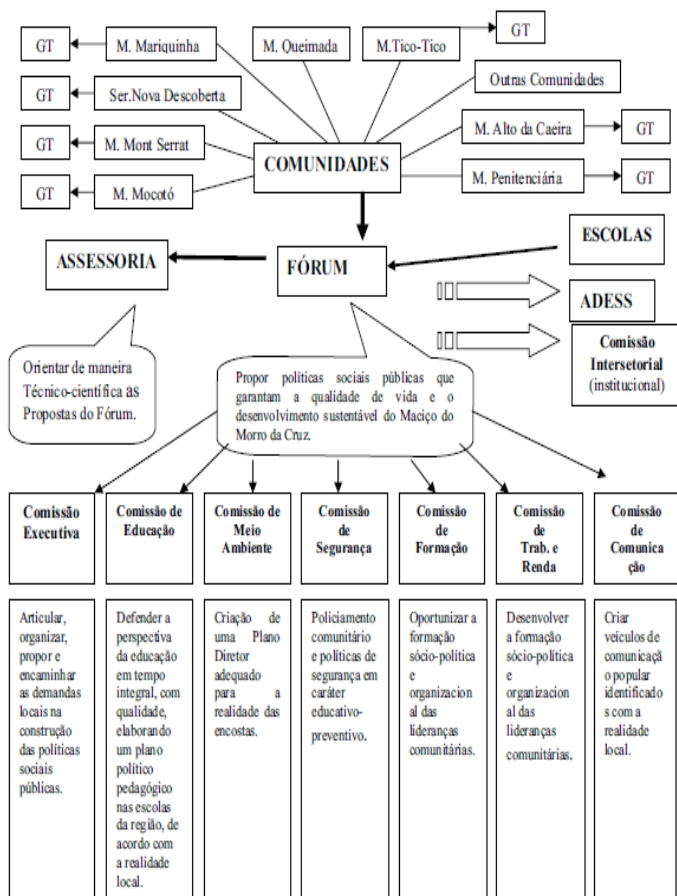 GT
M. Mariquinha
M. Queimada
M.Tico-Tico
GT
GT
Ser.Nova Descoberta
Outras Comunidades
GT
M. Mont Serrat
M. Alto da Caeira
GT
COMUNIDADES
GT
M. Mocotó
M. Penitenciária
GT
ESCOLAS
ASSESSORIA
FÓRUM
ADESS
Comissão
Intersetorial
(institucional)
Orientar de maneira
Técnico-científica as
Propostas do Fórum.
Propor políticas sociais públicas que
garantam a qualidade de vida e o
desenvolvimento sustentável do Maciço do
Morro da Cruz.
Comissão
Executiva
Comissão de
Educação
Comissão de
Meio
Ambiente
Comissão
de
Segurança
Comissão
de
Formação
Comissão
de
Trab. e
Renda
Comissão
de
Comunica
ção
Articular,
organizar,
propor e
encaminhar
as demandas
locais na
construção
das políticas
sociais
públicas.
Defender a
perspectiva
da educação
em tempo
integral, com
qualidade,
elaborando
um plano
político
pedagógico
nas escolas
da região, de
acordo com
a realidade
local.
Criação de
uma Plano
Diretor
adequado
para a
realidade das
encostas.
Policiamento
comunitário
e políticas de
segurança em
caráter
educativo-
preventivo.
Oportunizar a
formação
sócio-política
e
organizacion
al das
lideranças
comunitárias.
Desenvolver
a formação
sócio-política
e
organizacion
al das
lideranças
comunitárias.
Criar
veículos de
comunicaçã
o popular
identificado
s com a
realidade
local.